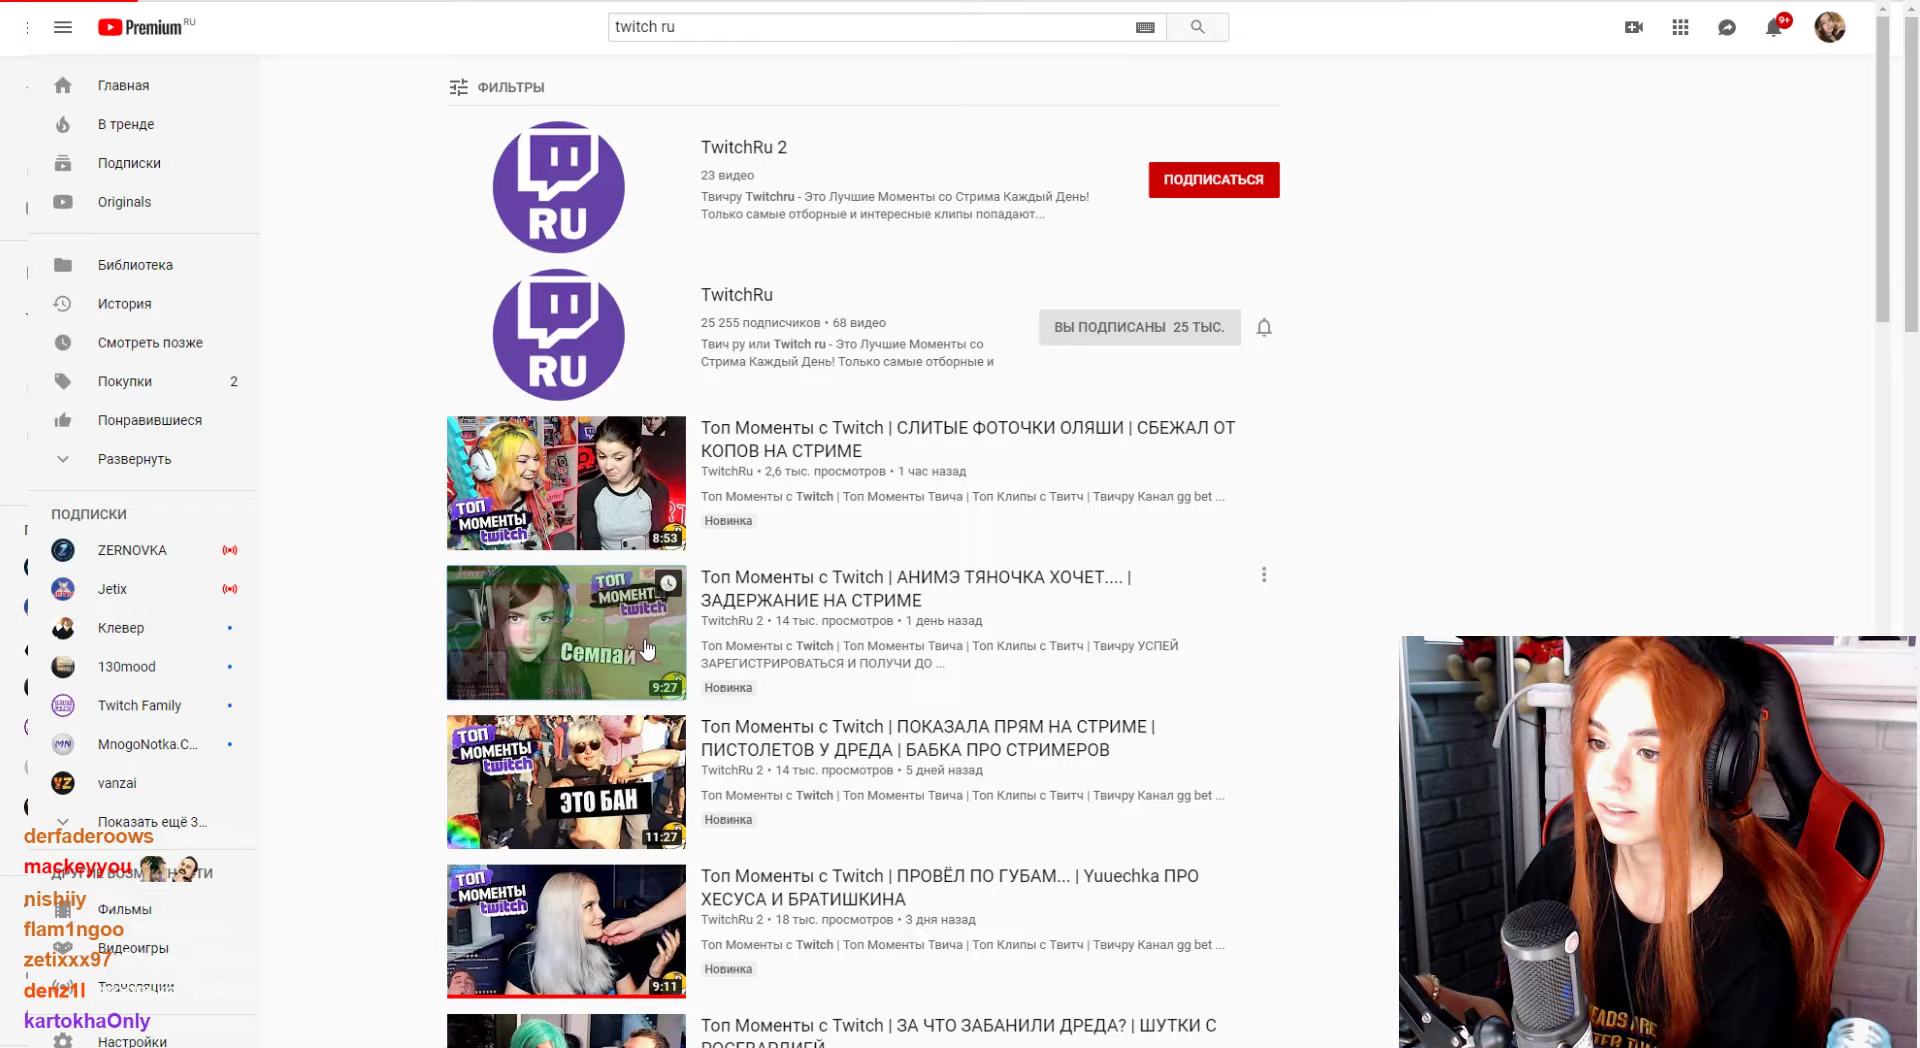 Premium RU
twitch ru
9+
Главная
В тренде
Подписки
Originals
Библиотека
История
Смотреть позже
Покупки 2
Понравившиеся
Развернуть
ПОДПИСКИ
ZERNOVKA
Jetix
Клевер
130mood
Twitch Family
MnogoNotka.C...
vanzai
Показать ещё 3...
derfaderoows
mackeyyou
nishiiy
Фильмы
flam1ngoo
Видеоигры
zetixxx97
Трансляции
denz1l
kartokhaOnly
Настройки
ФИЛЬТРЫ
RU
TwitchRu 2
23 видео
Твичру Twitchru - Это Лучшие Моменты со Стрима Каждый День!
Только самые отборные и интересные клипы попадают...
ПОДПИСАТЬСЯ
RU
TwitchRu
25 255 подписчиков • 68 видео
Твич ру или Twitch ru - Это Лучшие Моменты со
Стрима Каждый День! Только самые отборные и
ВЫ ПОДПИСАНЫ 25 ТЫС.
ТОП
МОМЕНТЫ
twitch
8:53
Топ Моменты с Twitch | СЛИТЫЕ ФОТОЧКИ ОЛЯШИ | СБЕЖАЛ ОТ
КОПОВ НА СТРИМЕ
TwitchRu • 2,6 тыс. просмотров • 1 час назад
Топ Моменты с Twitch | Топ Моменты Твича | Топ Клипы с Твитч | Твичру Канал gg bet ...
Новинка
ТОП
МОМЕНТЫ
twitch
Семпай
9:27
Топ Моменты с Twitch | АНИМЭ ТЯНОЧКА ХОЧЕТ.... |
ЗАДЕРЖАНИЕ НА СТРИМЕ
TwitchRu 2 • 14 тыс. просмотров • 1 день назад
Топ Моменты с Twitch | Топ Моменты Твича | Топ Клипы с Твитч | Твичру УСПЕЙ
ЗАРЕГИСТРИРОВАТЬСЯ И ПОЛУЧИ ДО ...
Новинка
ТОП
МОМЕНТЫ
twitch
ЭТО БАН
11:27
Топ Моменты с Twitch | ПОКАЗАЛА ПРЯМ НА СТРИМЕ |
ПИСТОЛЕТОВ У ДРЕДА | БАБКА ПРО СТРИМЕРОВ
TwitchRu 2 • 14 тыс. просмотров • 5 дней назад
Топ Моменты с Twitch | Топ Моменты Твича | Топ Клипы с Твитч | Твичру Канал gg bet ...
Новинка
ТОП
МОМЕНТЫ
twitch
9:11
Топ Моменты с Twitch | ПРОВЁЛ ПО ГУБАМ... | Yuuechka ПРО
ХЕСУСА И БРАТИШКИНА
TwitchRu 2 • 18 тыс. просмотров • 3 дня назад
Топ Моменты с Twitch | Топ Моменты Твича | Топ Клипы с Твитч | Твичру Канал gg bet ...
Новинка
Топ Моменты с Twitch | ЗА ЧТО ЗАБАНИЛИ ДРЕДА? | ШУТКИ С
РОСГВАРДИЕЙ